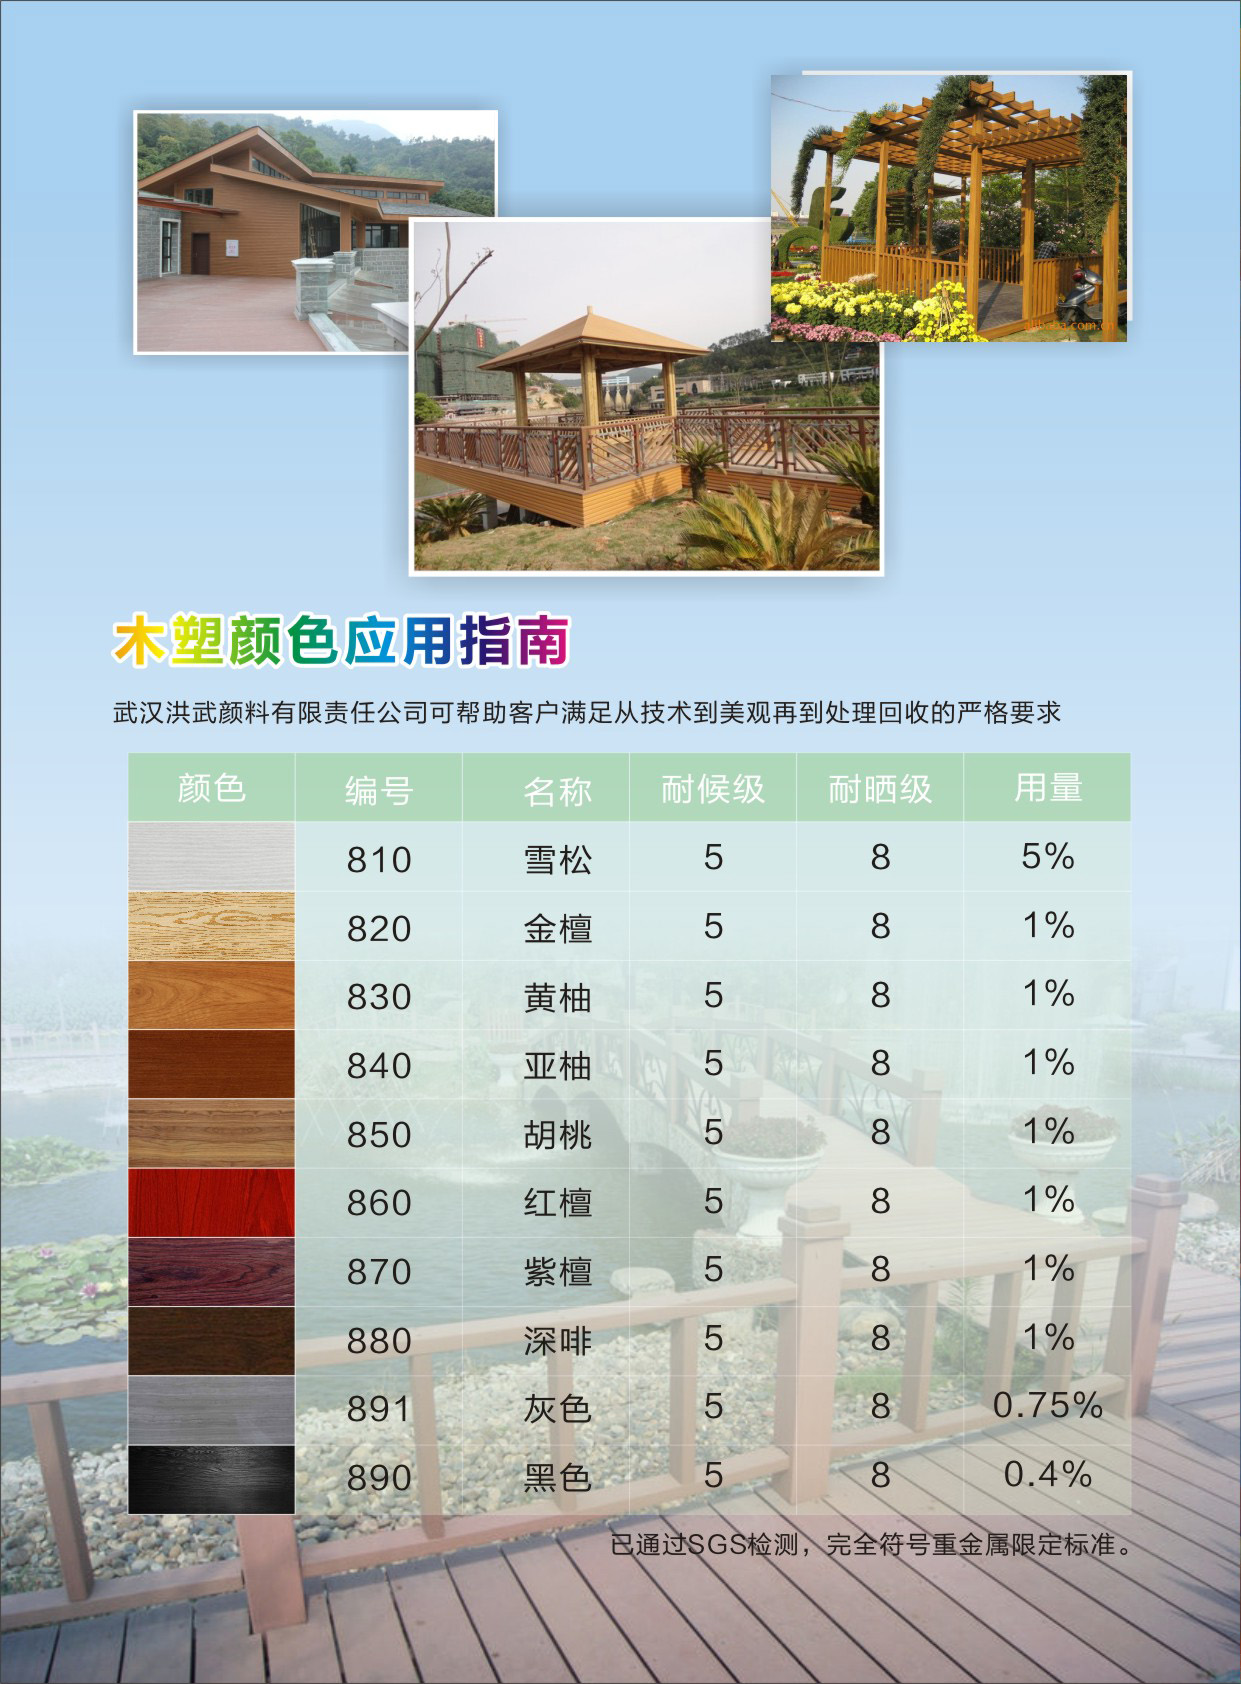 木塑颜色应用指南
武汉洪武颜料有限责任公司可帮助客户满足从技术到美观再到处理回收的严格要求
颜色 编号 名称 耐候级 耐晒级 用量
810 雪松 5 8 5%
820 金檀 5 8 1%
830 黄柚 5 8 1%
840 亚柚 5 8 1%
850 胡桃 5 8 1%
860 红檀 5 8 1%
870 紫檀 5 8 1%
880 深啡 5 8 1%
891 灰色 5 8 0.75%
890 黑色 5 8 0.4%
已通过SGS检测，完全符号重金属限定标准。